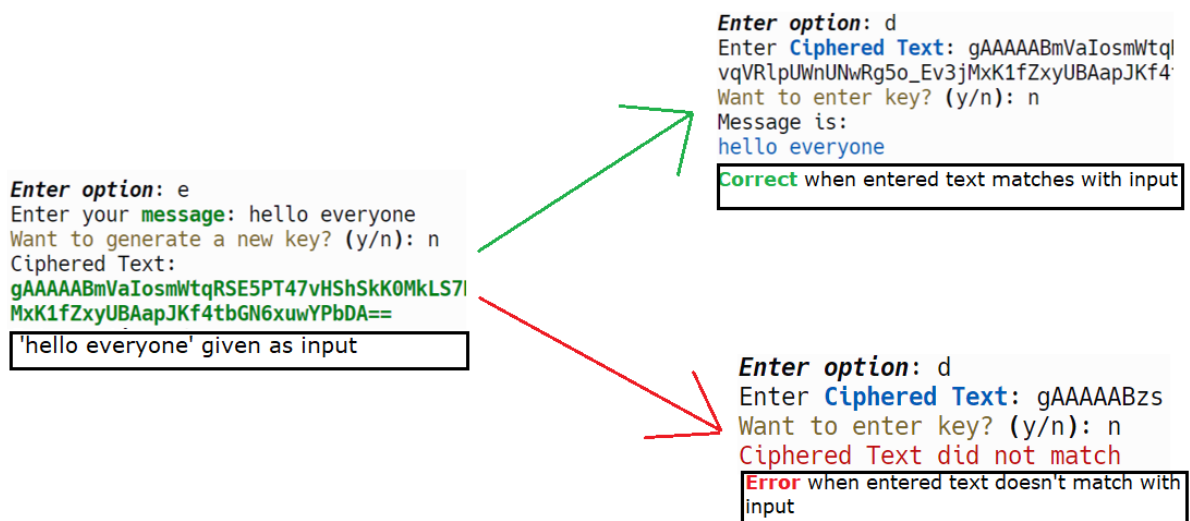 Enter option: e
Enter your message: hello everyone
Want to generate a new key? (y/n): n
Ciphered Text:
gAAAAABmVaIosmWtqRSE5PT47vHShSkK0MkLS7
MxK1fZxyUBAapJKf4tbGN6xuwYPbDA==
'hello everyone' given as input
Enter option: d
Enter Ciphered Text: gAAAAABmVaIosmWtq
vqVRlpUWnUNwRg5o_Ev3jMxK1fZxyUBAapJKf4
Want to enter key? (y/n): n
Message is:
hello everyone
Correct when entered text matches with input
Enter option: d
Enter Ciphered Text: gAAAAABzs
Want to enter key? (y/n): n
Ciphered Text did not match
Error when entered text doesn't match with
input